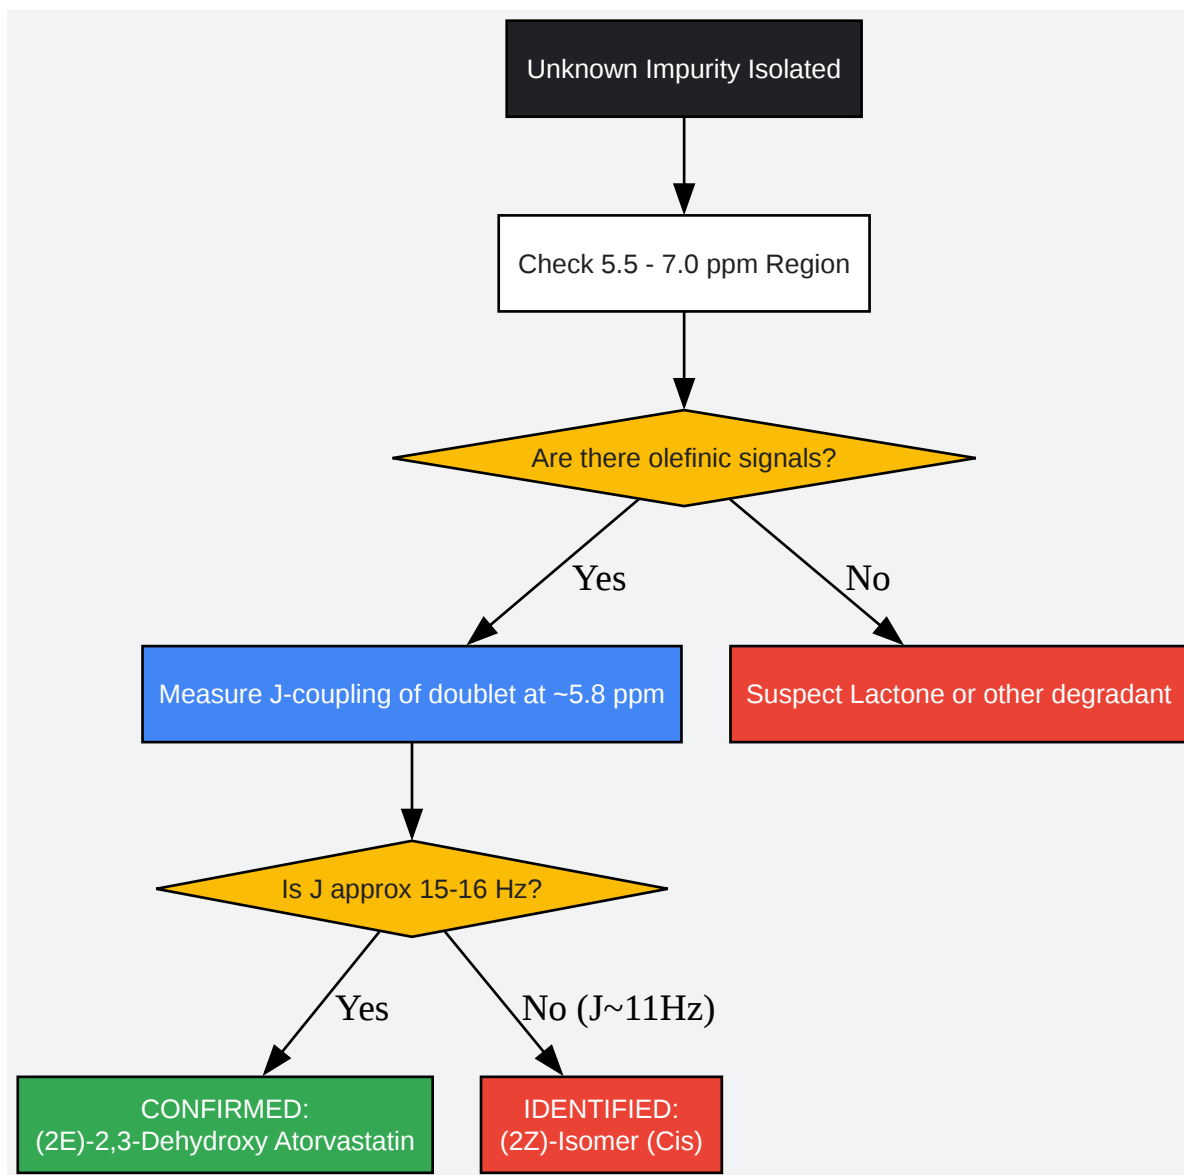 Unknown Impurity Isolated
Check 5.5 - 7.0 ppm Region
Are there olefinic signals?
Yes
No
Measure J-coupling of doublet at ~5.8 ppm
Suspect Lactone or other degradant
Is J approx 15-16 Hz?
Yes
No (J~11Hz)
CONFIRMED:
(2E)-2,3-Dehydroxy Atorvastatin
IDENTIFIED:
(2Z)-Isomer (Cis)